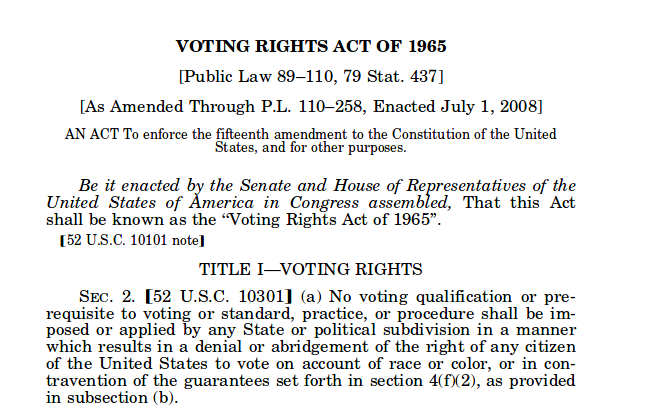 VOTING RIGHTS ACT OF 1965
[Public Law 89–110, 79 Stat. 437]
[As Amended Through P.L. 110–258, Enacted July 1, 2008]
AN ACT To enforce the fifteenth amendment to the Constitution of the United
States, and for other purposes.
Be it enacted by the Senate and House of Representatives of the
United States of America in Congress assembled, That this Act
shall be known as the “Voting Rights Act of 1965”.
[52 U.S.C. 10101 note]
TITLE I—VOTING RIGHTS
SEC. 2. [52 U.S.C. 10301] (a) No voting qualification or pre-
requisite to voting or standard, practice, or procedure shall be im-
posed or applied by any State or political subdivision in a manner
which results in a denial or abridgement of the right of any citizen
of the United States to vote on account of race or color, or in con-
travention of the guarantees set forth in section 4(f)(2), as provided
in subsection (b).